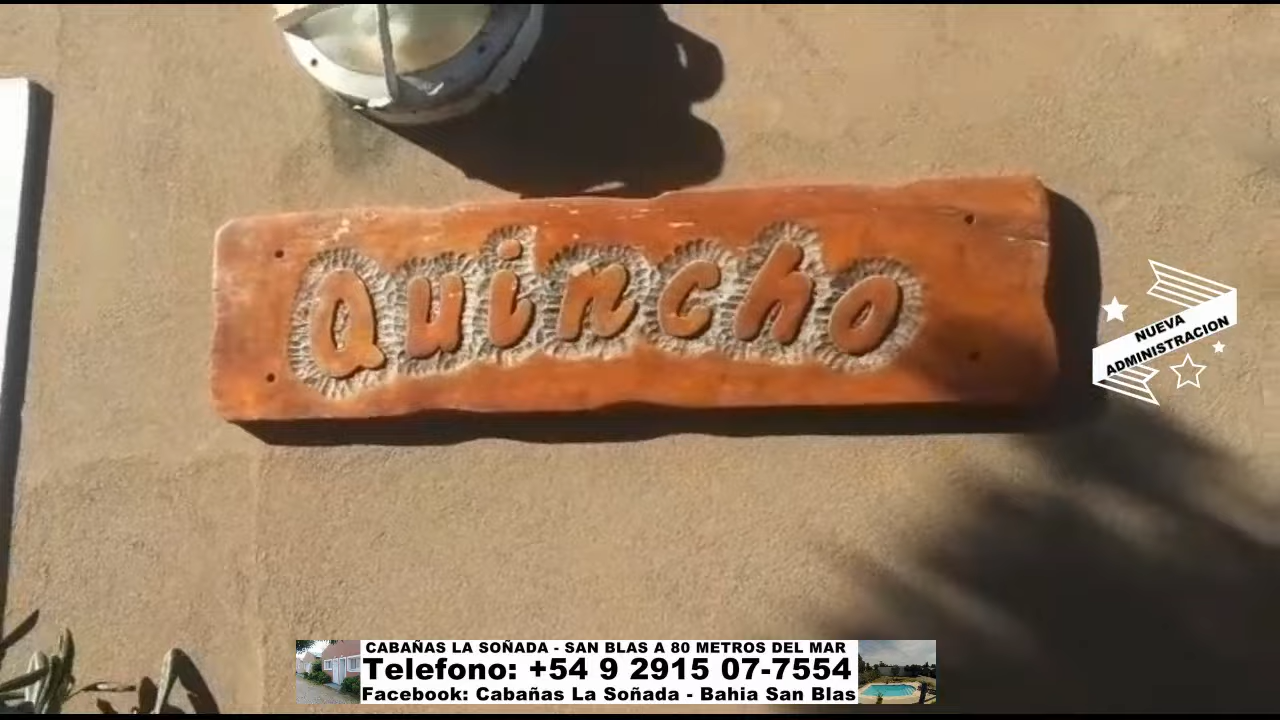 Quincho
NUEVA
ADMINISTRACION
CABAÑAS LA SOÑADA - SAN BLAS A 80 METROS DEL MAR
Telefono: +54 9 2915 07-7554
Facebook: Cabañas La Soñada - Bahia San Blas